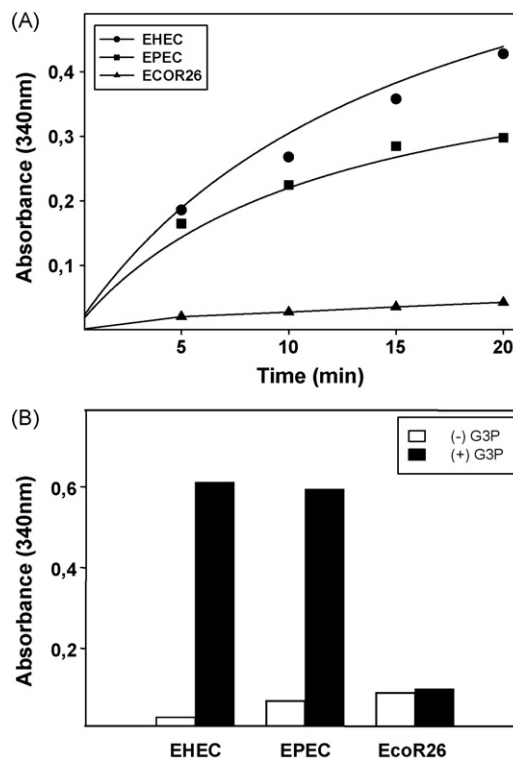 (A)
EHEC
EPEC
ECOR26
Absorbance (340nm)
0,4
0,3
0,2
0,1
5 10 15 20
Time (min)
(B)
(-) G3P
(+) G3P
Absorbance (340nm)
0,6
0,4
0,2
EHEC EPEC EcoR26